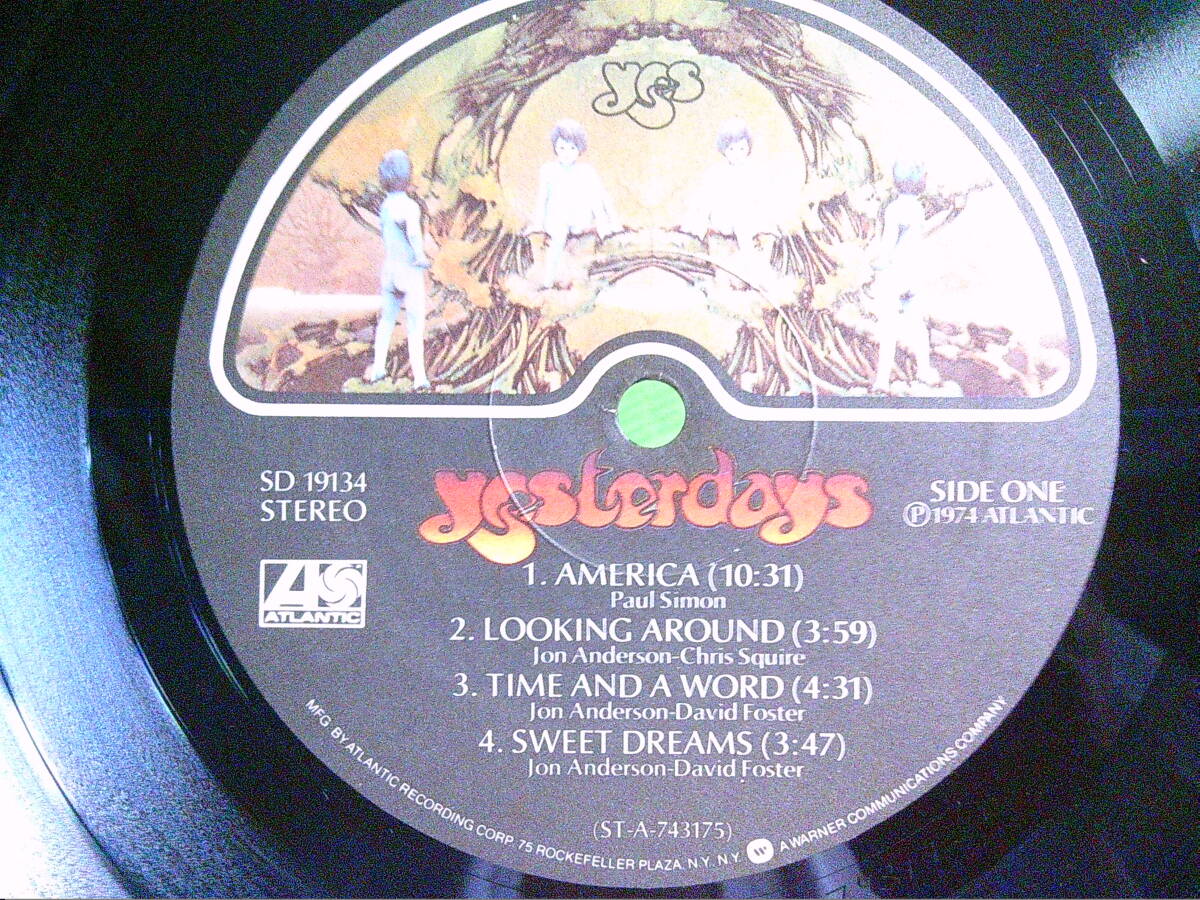 yes
SD 19134
STEREO
yesterdays
SIDE ONE
Ⓟ1974 ATLANTIC
ATLANTIC
1. AMERICA (10:31)
Paul Simon
2. LOOKING AROUND (3:59)
Jon Anderson-Chris Squire
3. TIME AND A WORD (4:31)
Jon Anderson-David Foster
4. SWEET DREAMS (3:47)
Jon Anderson-David Foster
(ST-A-743175)
MFG BY ATLANTIC RECORDING CORP 75 ROCKEFELLER PLAZA, N.Y. N.Y. W A WARNER COMMUNICATIONS COMPANY